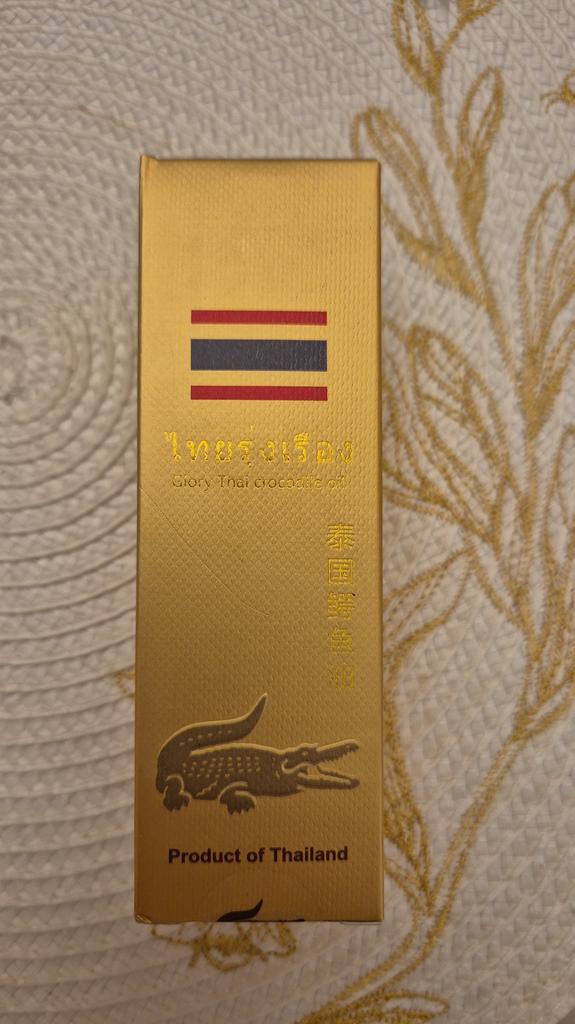 ไทยรุ่งเรือง
Glory Thai crocodile oil
泰国鳄鱼油
Product of Thailand